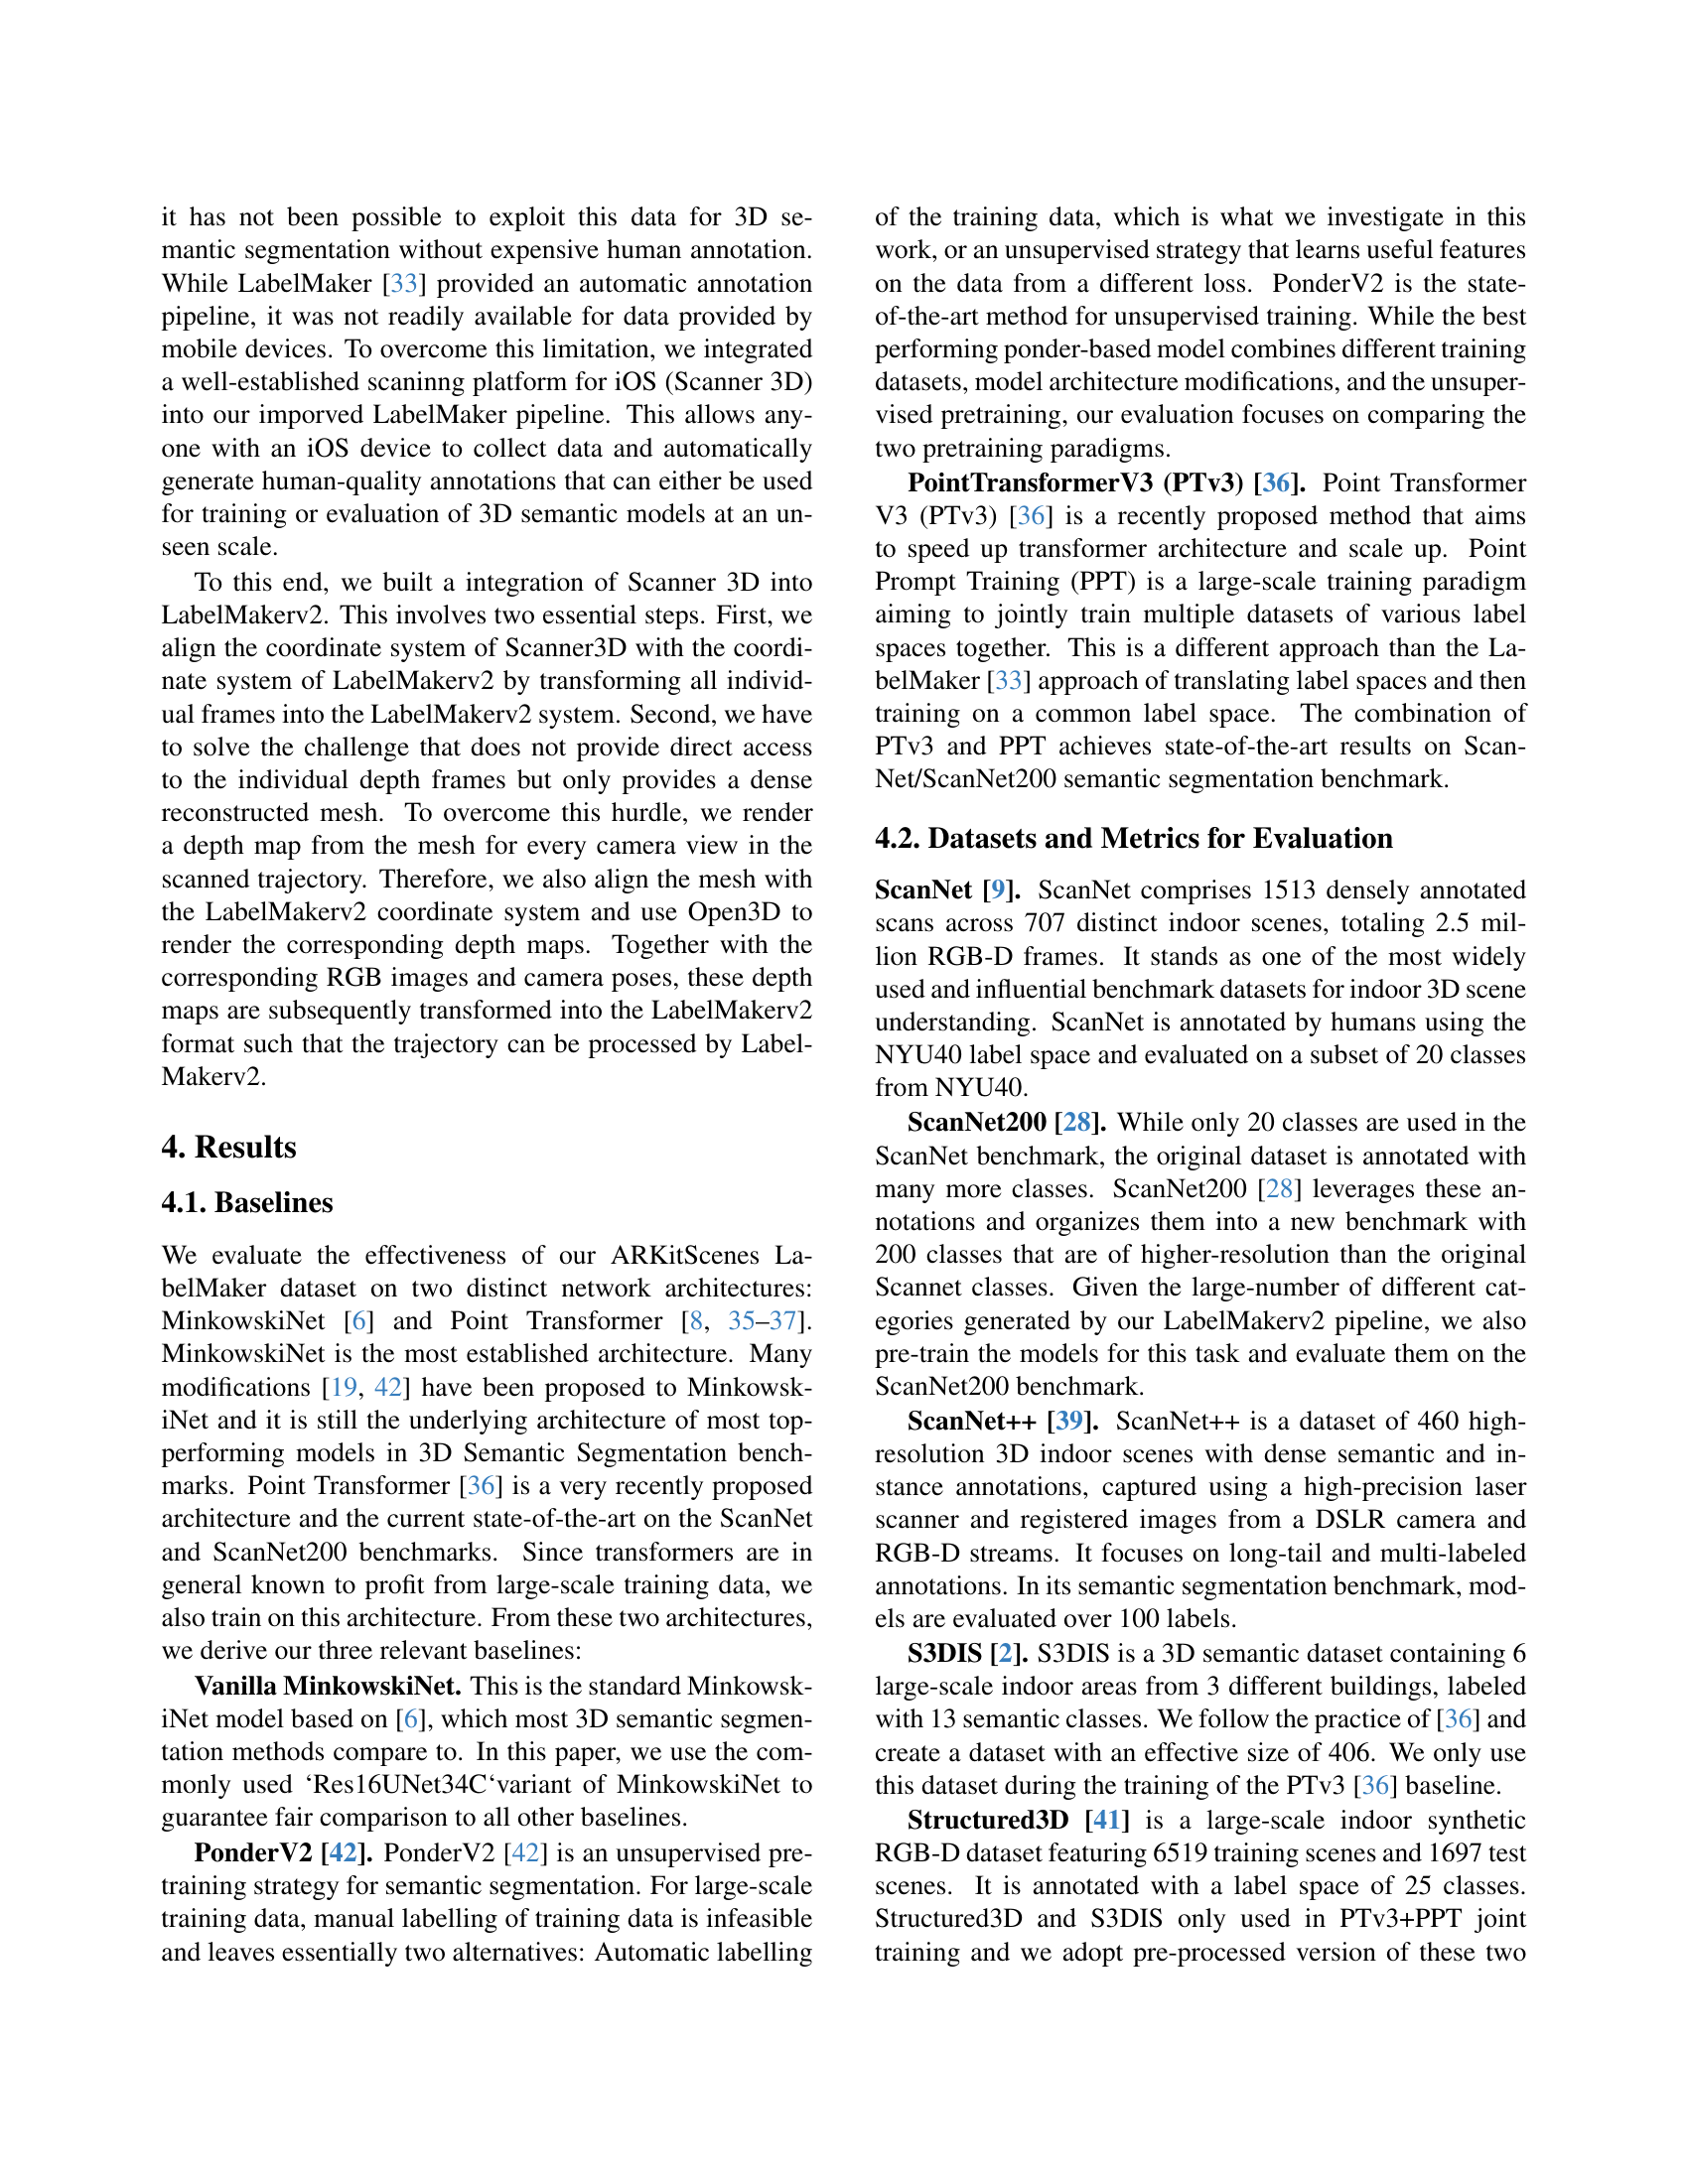 it has not been possible to exploit this data for 3D se-
mantic segmentation without expensive human annotation.
While LabelMaker [33] provided an automatic annotation
pipeline, it was not readily available for data provided by
mobile devices. To overcome this limitation, we integrated
a well-established scaninng platform for iOS (Scanner 3D)
into our imporved LabelMaker pipeline. This allows any-
one with an iOS device to collect data and automatically
generate human-quality annotations that can either be used
for training or evaluation of 3D semantic models at an un-
seen scale.
To this end, we built a integration of Scanner 3D into
LabelMakerv2. This involves two essential steps. First, we
align the coordinate system of Scanner3D with the coordi-
nate system of LabelMakerv2 by transforming all individ-
ual frames into the LabelMakerv2 system. Second, we have
to solve the challenge that does not provide direct access
to the individual depth frames but only provides a dense
reconstructed mesh. To overcome this hurdle, we render
a depth map from the mesh for every camera view in the
scanned trajectory. Therefore, we also align the mesh with
the LabelMakerv2 coordinate system and use Open3D to
render the corresponding depth maps. Together with the
corresponding RGB images and camera poses, these depth
maps are subsequently transformed into the LabelMakerv2
format such that the trajectory can be processed by Label-
Makerv2.
4. Results
4.1. Baselines
We evaluate the effectiveness of our ARKitScenes La-
belMaker dataset on two distinct network architectures:
MinkowskiNet [6] and Point Transformer [8, 35–37].
MinkowskiNet is the most established architecture. Many
modifications [19, 42] have been proposed to Minkowsk-
iNet and it is still the underlying architecture of most top-
performing models in 3D Semantic Segmentation bench-
marks. Point Transformer [36] is a very recently proposed
architecture and the current state-of-the-art on the ScanNet
and ScanNet200 benchmarks. Since transformers are in
general known to profit from large-scale training data, we
also train on this architecture. From these two architectures,
we derive our three relevant baselines:
Vanilla MinkowskiNet. This is the standard Minkowsk-
iNet model based on [6], which most 3D semantic segmen-
tation methods compare to. In this paper, we use the com-
monly used ‘Res16UNet34C‘variant of MinkowskiNet to
guarantee fair comparison to all other baselines.
PonderV2 [42]. PonderV2 [42] is an unsupervised pre-
training strategy for semantic segmentation. For large-scale
training data, manual labelling of training data is infeasible
and leaves essentially two alternatives: Automatic labelling
of the training data, which is what we investigate in this
work, or an unsupervised strategy that learns useful features
on the data from a different loss. PonderV2 is the state-
of-the-art method for unsupervised training. While the best
performing ponder-based model combines different training
datasets, model architecture modifications, and the unsuper-
vised pretraining, our evaluation focuses on comparing the
two pretraining paradigms.
PointTransformerV3 (PTv3) [36]. Point Transformer
V3 (PTv3) [36] is a recently proposed method that aims
to speed up transformer architecture and scale up. Point
Prompt Training (PPT) is a large-scale training paradigm
aiming to jointly train multiple datasets of various label
spaces together. This is a different approach than the La-
belMaker [33] approach of translating label spaces and then
training on a common label space. The combination of
PTv3 and PPT achieves state-of-the-art results on Scan-
Net/ScanNet200 semantic segmentation benchmark.
4.2. Datasets and Metrics for Evaluation
ScanNet [9]. ScanNet comprises 1513 densely annotated
scans across 707 distinct indoor scenes, totaling 2.5 mil-
lion RGB-D frames. It stands as one of the most widely
used and influential benchmark datasets for indoor 3D scene
understanding. ScanNet is annotated by humans using the
NYU40 label space and evaluated on a subset of 20 classes
from NYU40.
ScanNet200 [28]. While only 20 classes are used in the
ScanNet benchmark, the original dataset is annotated with
many more classes. ScanNet200 [28] leverages these an-
notations and organizes them into a new benchmark with
200 classes that are of higher-resolution than the original
Scannet classes. Given the large-number of different cat-
egories generated by our LabelMakerv2 pipeline, we also
pre-train the models for this task and evaluate them on the
ScanNet200 benchmark.
ScanNet++ [39]. ScanNet++ is a dataset of 460 high-
resolution 3D indoor scenes with dense semantic and in-
stance annotations, captured using a high-precision laser
scanner and registered images from a DSLR camera and
RGB-D streams. It focuses on long-tail and multi-labeled
annotations. In its semantic segmentation benchmark, mod-
els are evaluated over 100 labels.
S3DIS [2]. S3DIS is a 3D semantic dataset containing 6
large-scale indoor areas from 3 different buildings, labeled
with 13 semantic classes. We follow the practice of [36] and
create a dataset with an effective size of 406. We only use
this dataset during the training of the PTv3 [36] baseline.
Structured3D [41] is a large-scale indoor synthetic
RGB-D dataset featuring 6519 training scenes and 1697 test
scenes. It is annotated with a label space of 25 classes.
Structured3D and S3DIS only used in PTv3+PPT joint
training and we adopt pre-processed version of these two